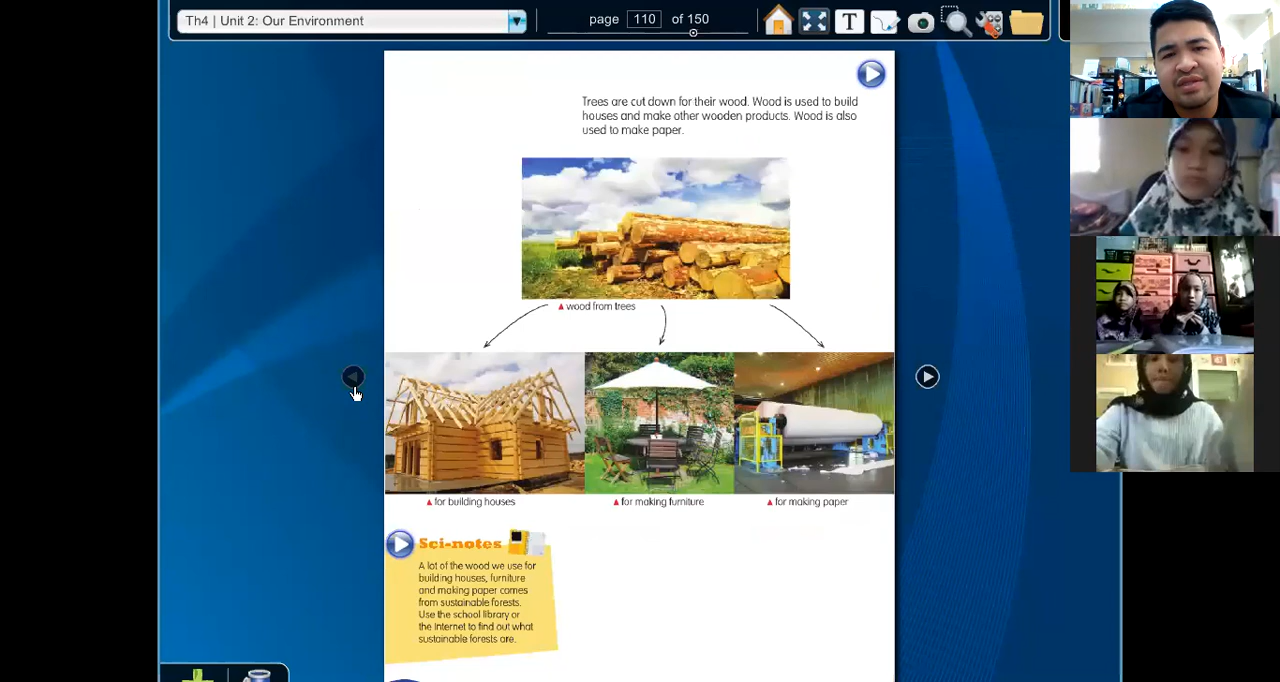 Th4 | Unit 2: Our Environment
page 110 of 150
T
Trees are cut down for their wood. Wood is used to build
houses and make other wooden products. Wood is also
used to make paper.
wood from trees
for building houses
for making furniture
for making paper
Sci-notes
A lot of the wood we use for
building houses, furniture
and making paper comes
from sustainable forests.
Use the school library or
the Internet to find out what
sustainable forests are.